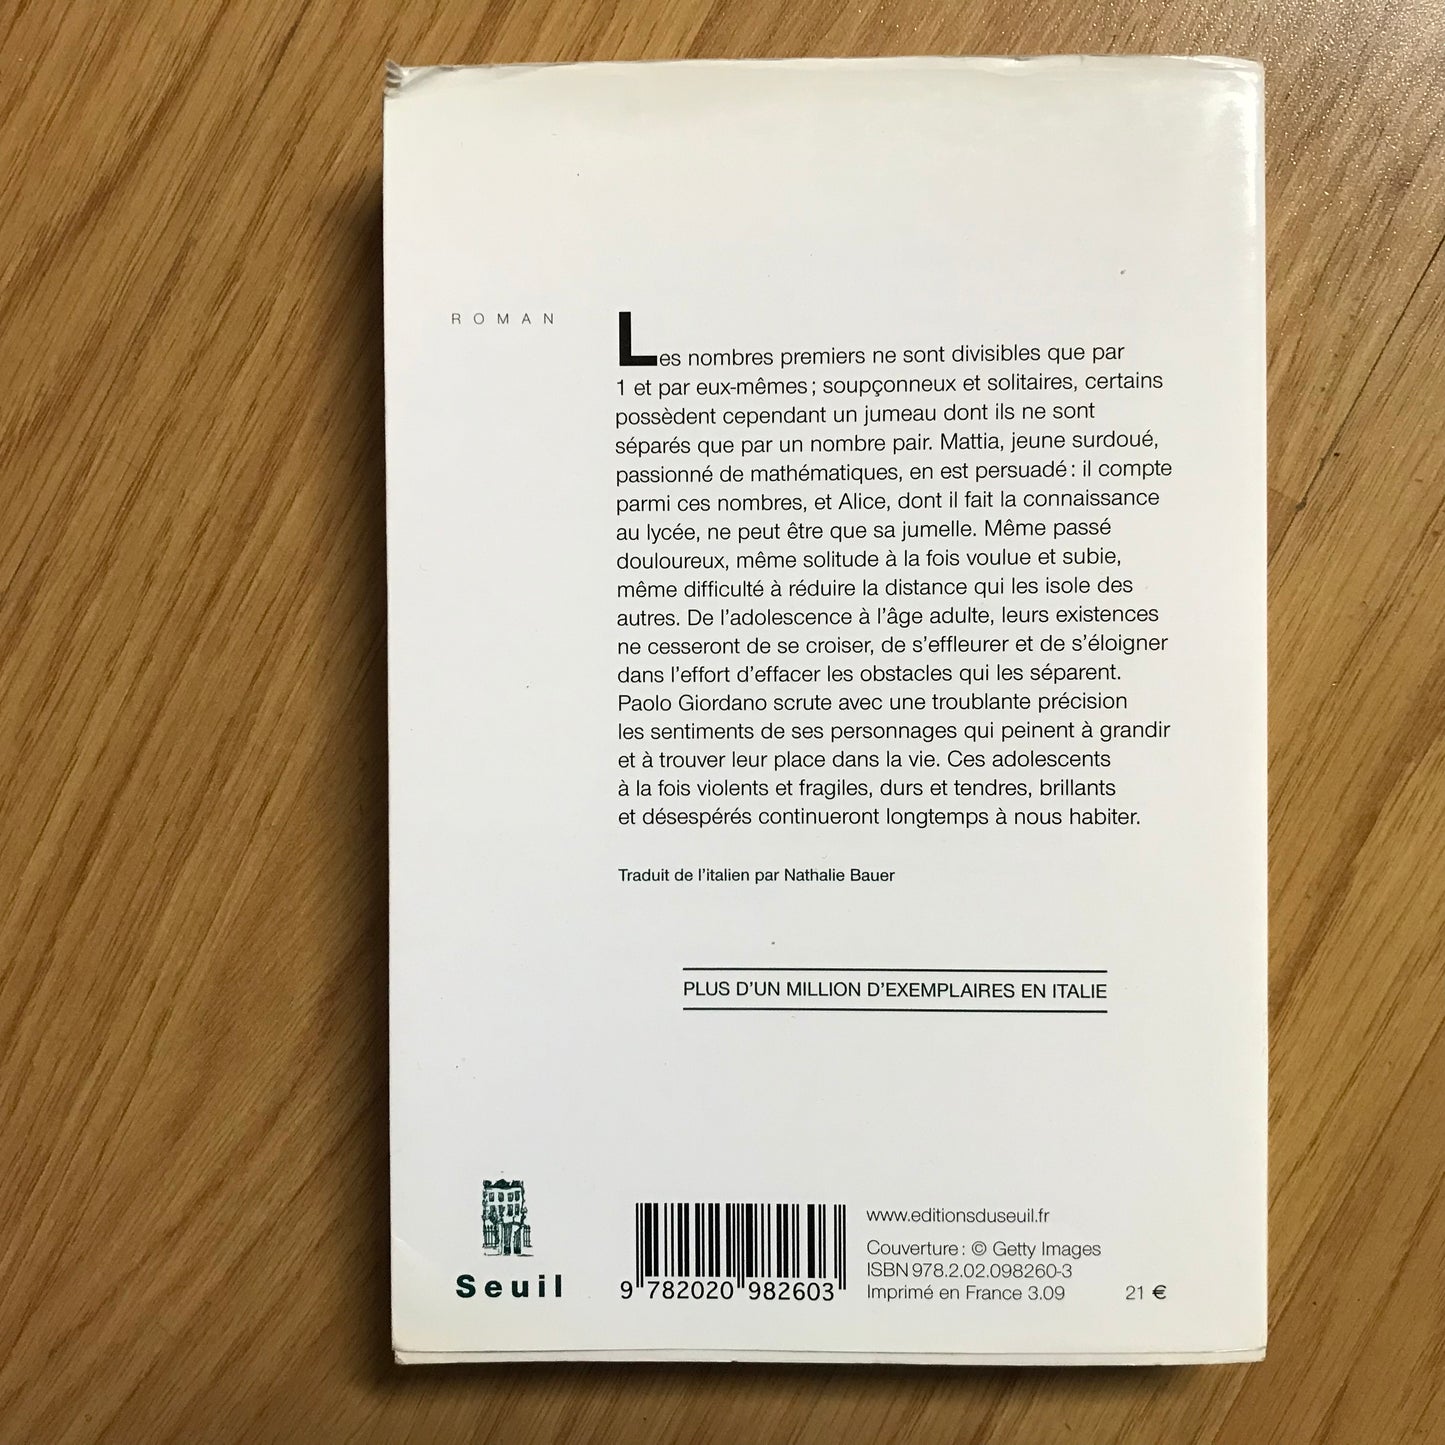 ROMAN
Les nombres premiers ne sont divisibles que par
1 et par eux-mêmes ; soupçonneux et solitaires, certains
possèdent cependant un jumeau dont ils ne sont
séparés que par un nombre pair. Mattia, jeune surdoué,
passionné de mathématiques, en est persuadé : il compte
parmi ces nombres, et Alice, dont il fait la connaissance
au lycée, ne peut être que sa jumelle. Même passé
douloureux, même solitude à la fois voulue et subie,
même difficulté à réduire la distance qui les isole des
autres. De l'adolescence à l'âge adulte, leurs existences
ne cesseront de se croiser, de s'effleurer et de s'éloigner
dans l'effort d'effacer les obstacles qui les séparent.
Paolo Giordano scrute avec une troublante précision
les sentiments de ses personnages qui peinent à grandir
et à trouver leur place dans la vie. Ces adolescents
à la fois violents et fragiles, durs et tendres, brillants
et désespérés continueront longtemps à nous habiter.
Traduit de l'italien par Nathalie Bauer
PLUS D'UN MILLION D'EXEMPLAIRES EN ITALIE
Seuil
9 782020 982603
www.editionsduseuil.fr
Couverture : © Getty Images
ISBN 978.2.02.098260-3
Imprimé en France 3.09
21 €